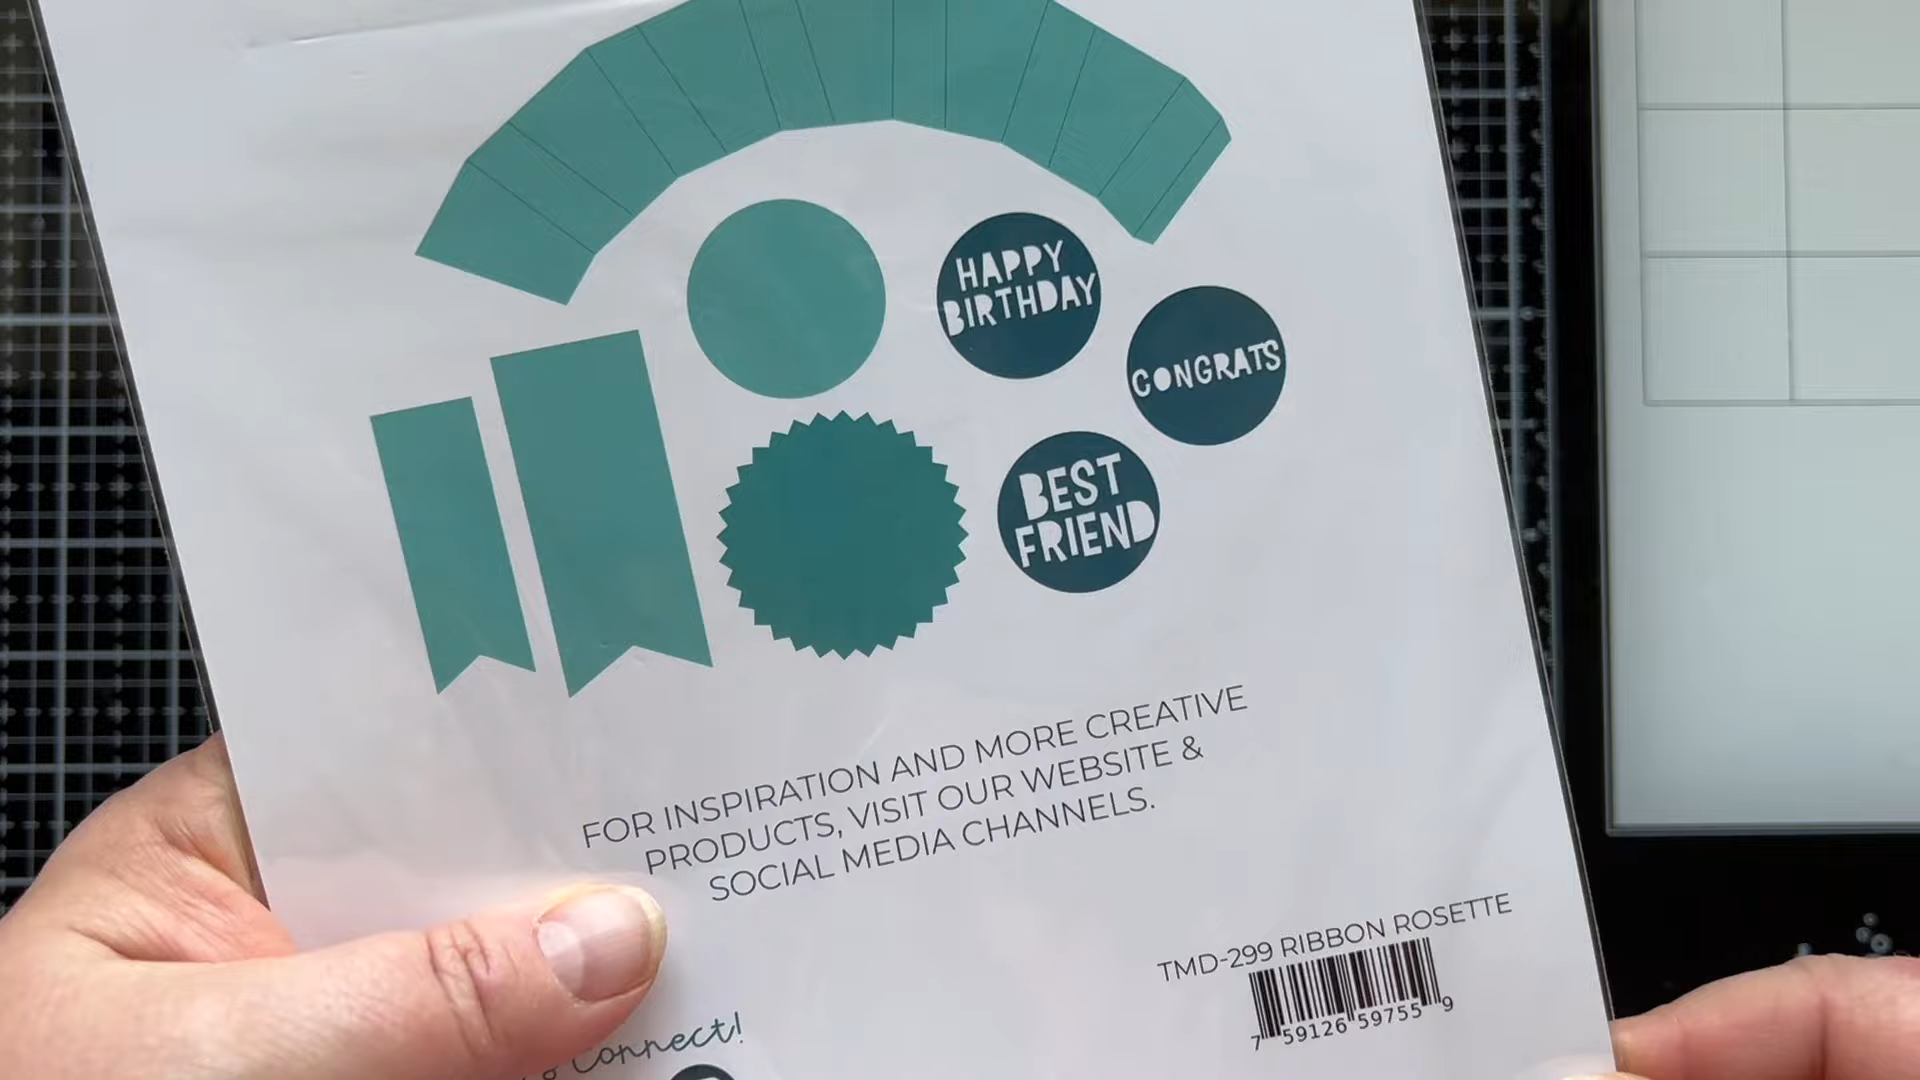 HAPPY
BIRTHDAY
CONGRATS
BEST
FRIEND
FOR INSPIRATION AND MORE CREATIVE
PRODUCTS, VISIT OUR WEBSITE &
SOCIAL MEDIA CHANNELS.
TMD-299 RIBBON ROSETTE
7 59126 59755 9
& Connect!